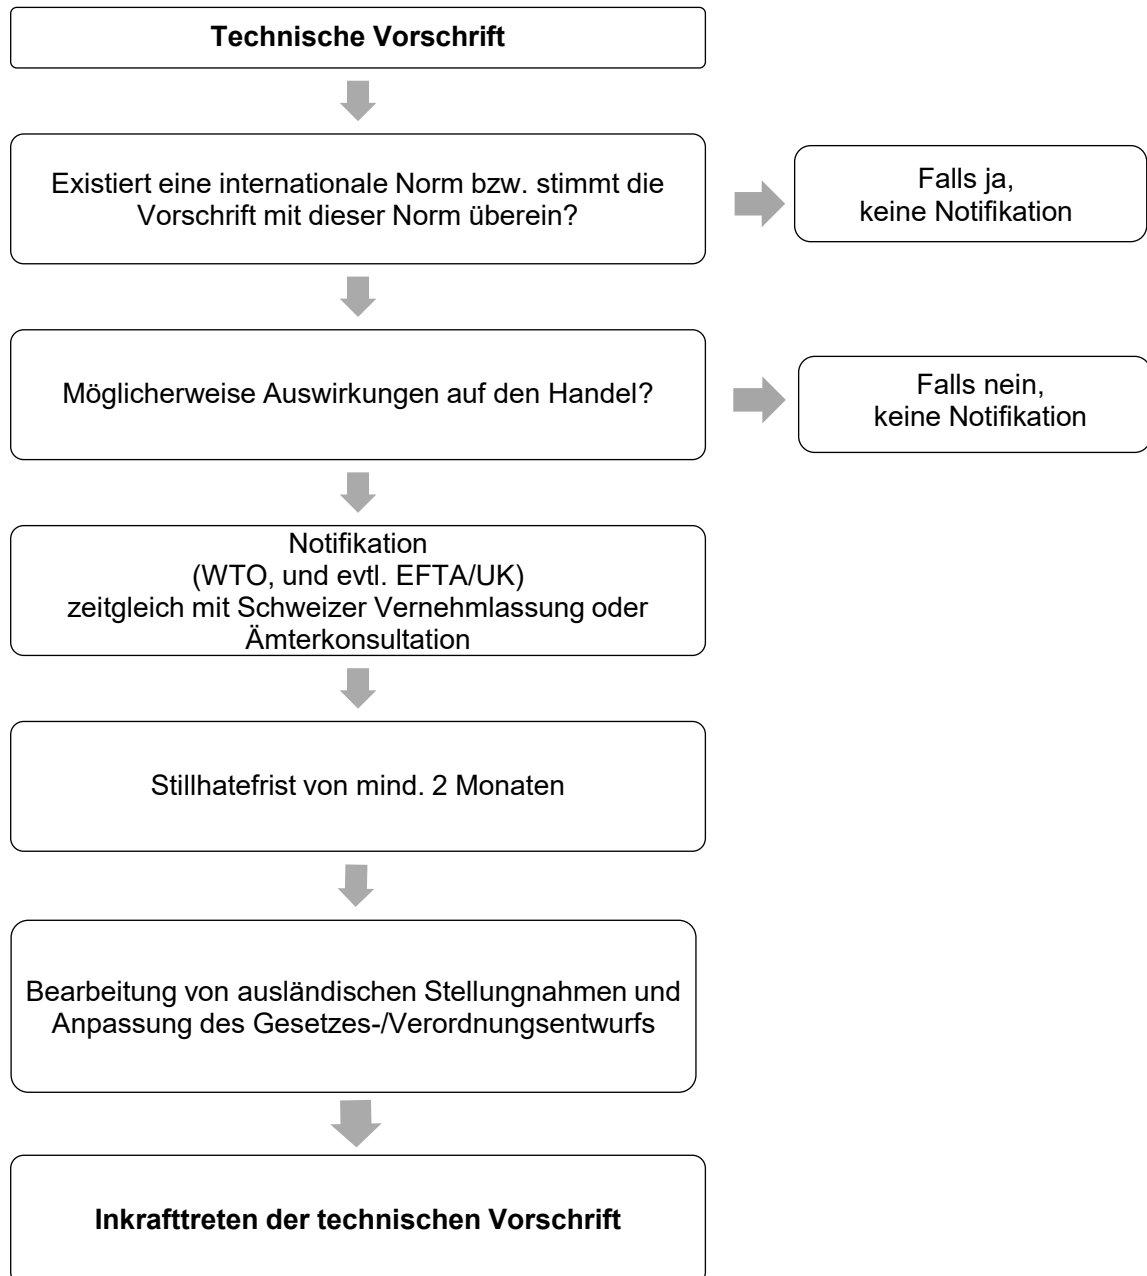 Technische Vorschrift
Existiert eine internationale Norm bzw. stimmt die
Vorschrift mit dieser Norm überein?
Falls ja,
keine Notifikation
Möglicherweise Auswirkungen auf den Handel?
Falls nein,
keine Notifikation
Notifikation
(WTO, und evtl. EFTA/UK)
zeitgleich mit Schweizer Vernehmlassung oder
Ämterkonsultation
Stillhatefrist von mind. 2 Monaten
Bearbeitung von ausländischen Stellungnahmen und
Anpassung des Gesetzes-/Verordnungsentwurfs
Inkrafttreten der technischen Vorschrift